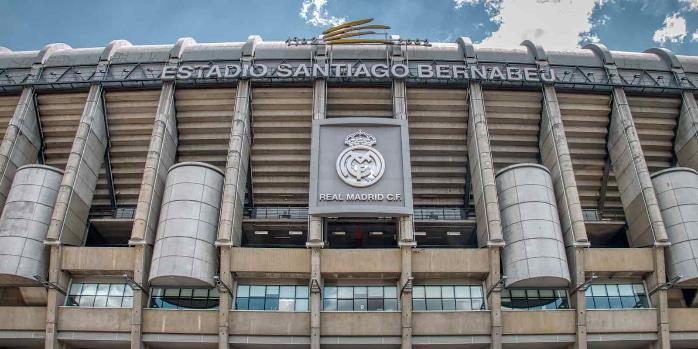 ESTADIO SANTIAGO BERNABEU
REAL MADRID C.F.